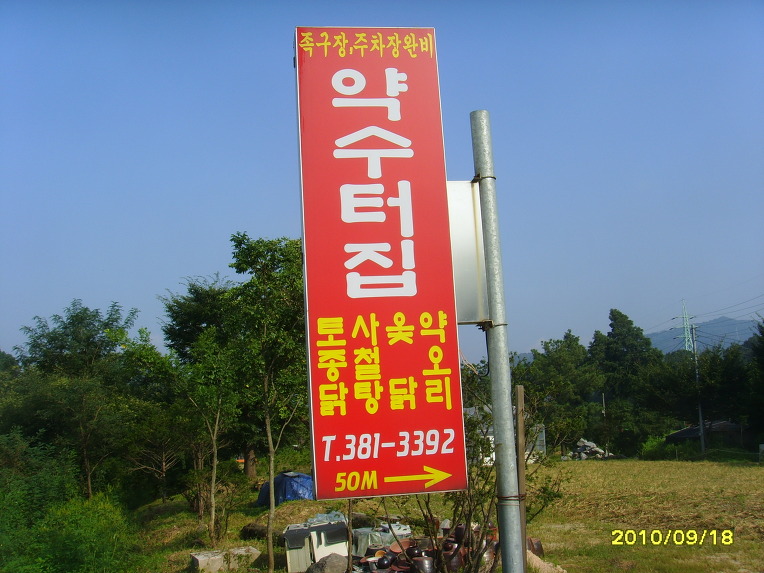 족구장,주차장완비
약수터집
토종닭
사철탕
옻닭
약오리
T.381-3392
50M →
2010/09/18